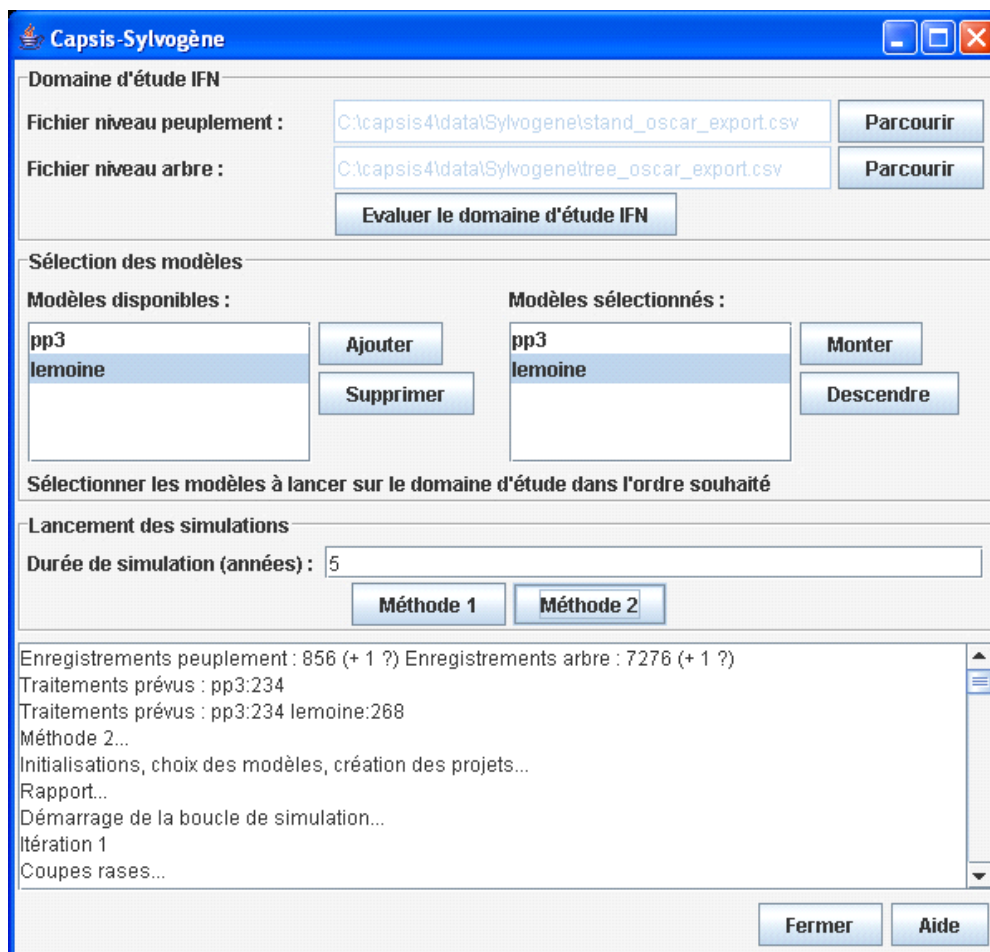 Capsis-Sylvogène
Domaine d'étude IFN
Fichier niveau peuplement : C:\capsis4\data\Sylvogene\stand_oscar_export.csv Parcourir
Fichier niveau arbre : C:\capsis4\data\Sylvogene\tree_oscar_export.csv Parcourir
Evaluer le domaine d'étude IFN
Sélection des modèles
Modèles disponibles : Modèles sélectionnés :
pp3 Ajouter pp3 Monter
lemoine lemoine
Supprimer Descendre
Sélectionner les modèles à lancer sur le domaine d'étude dans l'ordre souhaité
Lancement des simulations
Durée de simulation (années) : 5
Méthode 1 Méthode 2
Enregistrements peuplement : 856 (+ 1 ?) Enregistrements arbre : 7276 (+ 1 ?)
Traitements prévus : pp3:234
Traitements prévus : pp3:234 lemoine:268
Méthode 2...
Initialisations, choix des modèles, création des projets...
Rapport...
Démarrage de la boucle de simulation...
Itération 1
Coupes rases...
Fermer Aide